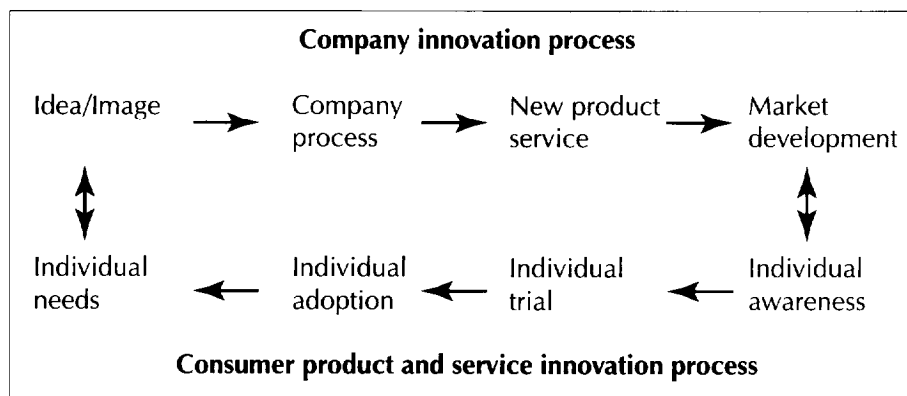 Company innovation process
Idea/Image
Company
process
New product
service
Market
development
Individual
needs
Individual
adoption
Individual
trial
Individual
awareness
Consumer product and service innovation process